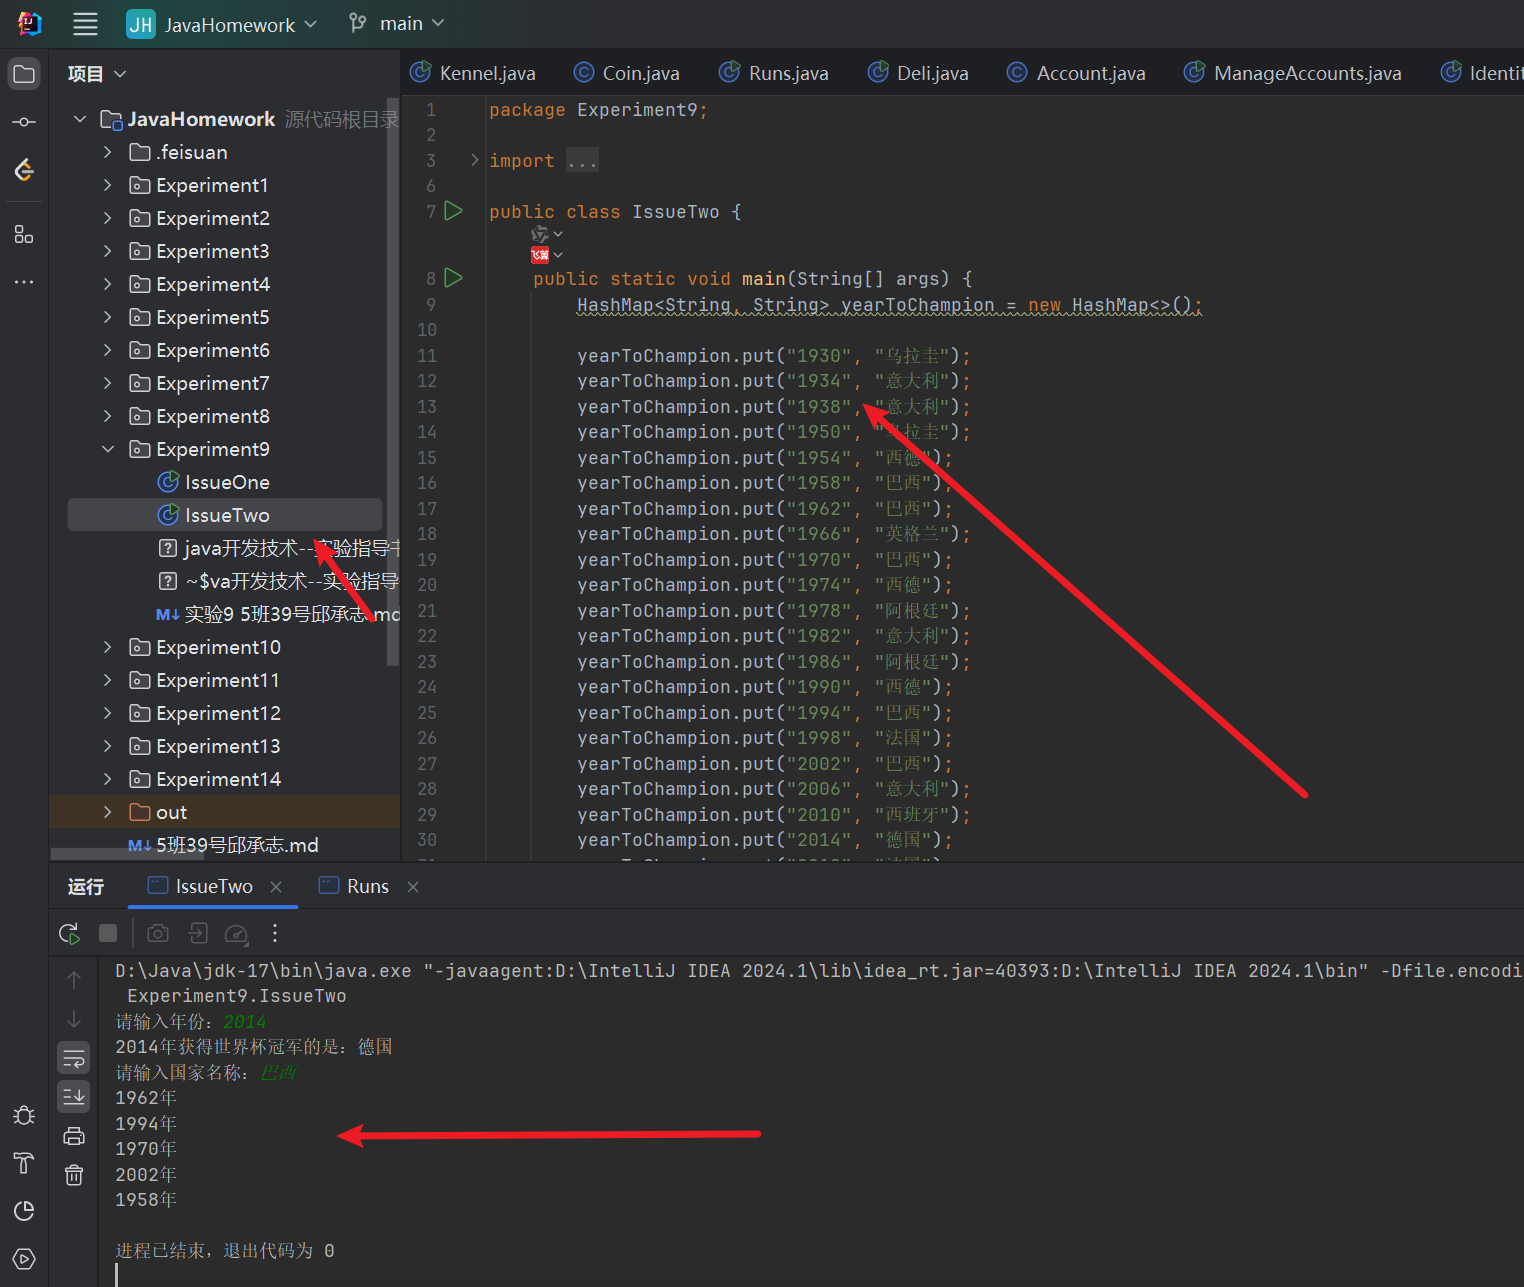 JH JavaHomework main
项目
Kennel.java Coin.java Runs.java Deli.java Account.java ManageAccounts.java Identit
JavaHomework 源代码根目录
.feisuan
Experiment1
Experiment2
Experiment3
Experiment4
Experiment5
Experiment6
Experiment7
Experiment8
Experiment9
IssueOne
IssueTwo
java开发技术--实验指导书
~$va开发技术--实验指导
实验9 5班39号邱承志.md
Experiment10
Experiment11
Experiment12
Experiment13
Experiment14
out
5班39号邱承志.md
1 package Experiment9;
2
3 import ...
6
7 public class IssueTwo {
飞算
8 public static void main(String[] args) {
9 HashMap<String, String> yearToChampion = new HashMap<>();
10
11 yearToChampion.put("1930", "乌拉圭");
12 yearToChampion.put("1934", "意大利");
13 yearToChampion.put("1938", "意大利");
14 yearToChampion.put("1950", "乌拉圭");
15 yearToChampion.put("1954", "西德");
16 yearToChampion.put("1958", "巴西");
17 yearToChampion.put("1962", "巴西");
18 yearToChampion.put("1966", "英格兰");
19 yearToChampion.put("1970", "巴西");
20 yearToChampion.put("1974", "西德");
21 yearToChampion.put("1978", "阿根廷");
22 yearToChampion.put("1982", "意大利");
23 yearToChampion.put("1986", "阿根廷");
24 yearToChampion.put("1990", "西德");
25 yearToChampion.put("1994", "巴西");
26 yearToChampion.put("1998", "法国");
27 yearToChampion.put("2002", "巴西");
28 yearToChampion.put("2006", "意大利");
29 yearToChampion.put("2010", "西班牙");
30 yearToChampion.put("2014", "德国");
运行 IssueTwo Runs
D:\Java\jdk-17\bin\java.exe "-javaagent:D:\IntelliJ IDEA 2024.1\lib\idea_rt.jar=40393:D:\IntelliJ IDEA 2024.1\bin" -Dfile.encodi
Experiment9.IssueTwo
请输入年份：2014
2014年获得世界杯冠军的是：德国
请输入国家名称：巴西
1962年
1994年
1970年
2002年
1958年
进程已结束，退出代码为 0